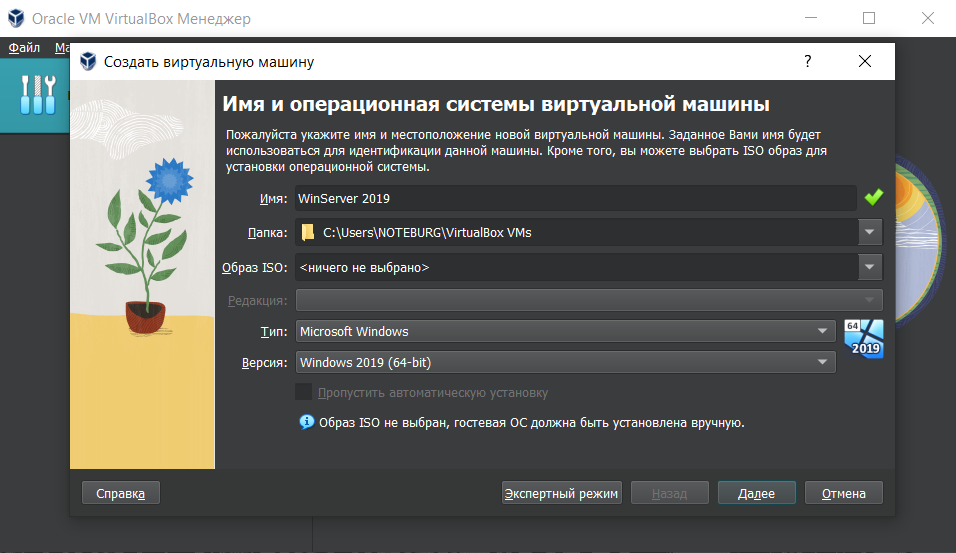 Oracle VM VirtualBox Менеджер
Файл Ма
Создать виртуальную машину ?
Имя и операционная системы виртуальной машины
Пожалуйста укажите имя и местоположение новой виртуальной машины. Заданное Вами имя будет
использоваться для идентификации данной машины. Кроме того, вы можете выбрать ISO образ для
установки операционной системы.
Имя: WinServer 2019
Папка: C:\Users\NOTEBURG\VirtualBox VMs
Образ ISO: <ничего не выбрано>
Редакция:
Тип: Microsoft Windows
64
2019
Версия: Windows 2019 (64-bit)
Пропустить автоматическую установку
Образ ISO не выбран, гостевая ОС должна быть установлена вручную.
Справка Экспертный режим Назад Далее Отмена